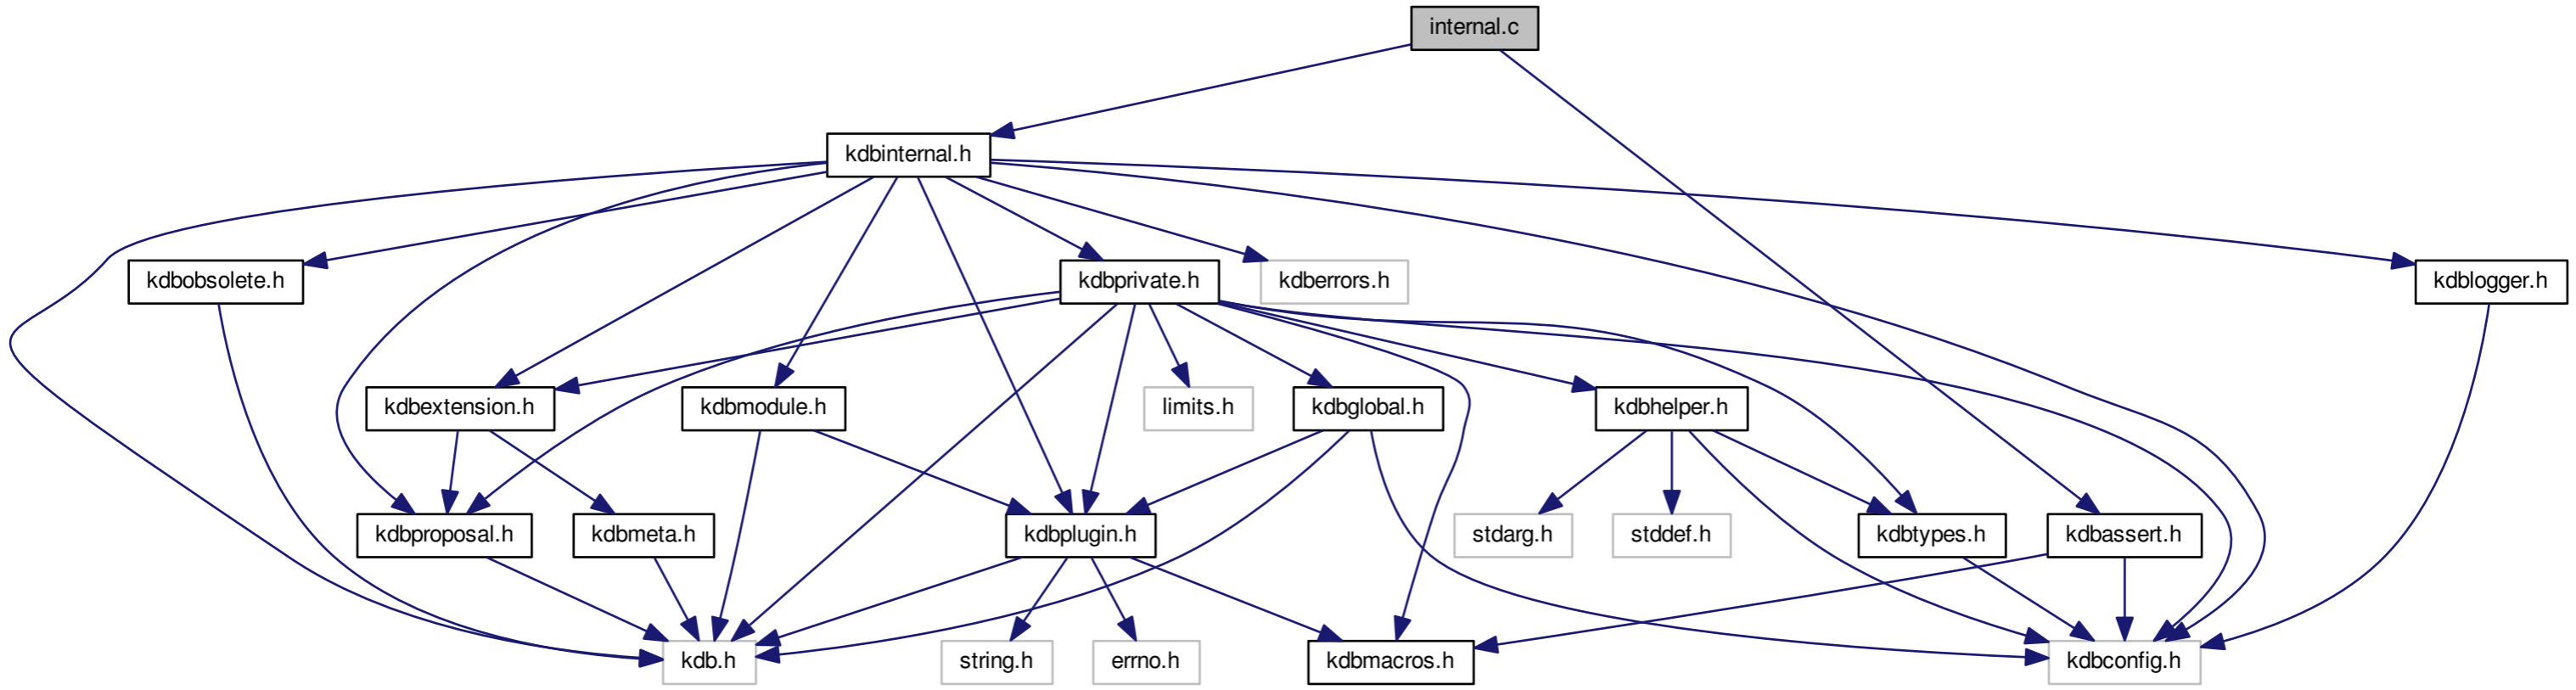 internal.c
kdbinternal.h
kdbobsolete.h
kdbprivate.h
kdberrors.h
kdblogger.h
kdbextension.h
kdbmodule.h
limits.h
kdbglobal.h
kdbhelper.h
kdbproposal.h
kdbmeta.h
kdbplugin.h
stdarg.h
stddef.h
kdbtypes.h
kdbassert.h
kdb.h
string.h
errno.h
kdbmacros.h
kdbconfig.h